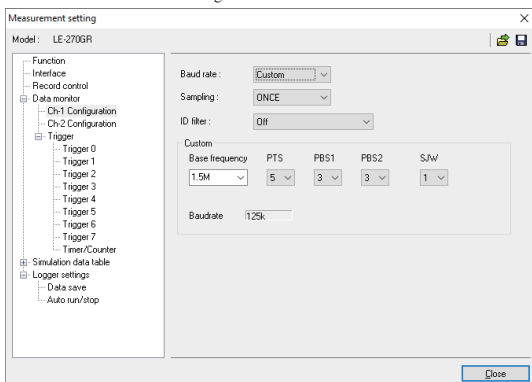 Measurement setting
Model : LE-270GR
Function
Interface
Record control
Data monitor
Ch-1 Configuration
Ch-2 Configuration
Trigger
Trigger 0
Trigger 1
Trigger 2
Trigger 3
Trigger 4
Trigger 5
Trigger 6
Trigger 7
Timer/Counter
Simulation data table
Logger settings
Data save
Auto run/stop
Baud rate : Custom
Sampling : ONCE
ID filter : Off
Custom
Base frequency PTS PBS1 PBS2 SJW
1.5M 5 3 3 1
Baudrate 125k
Close